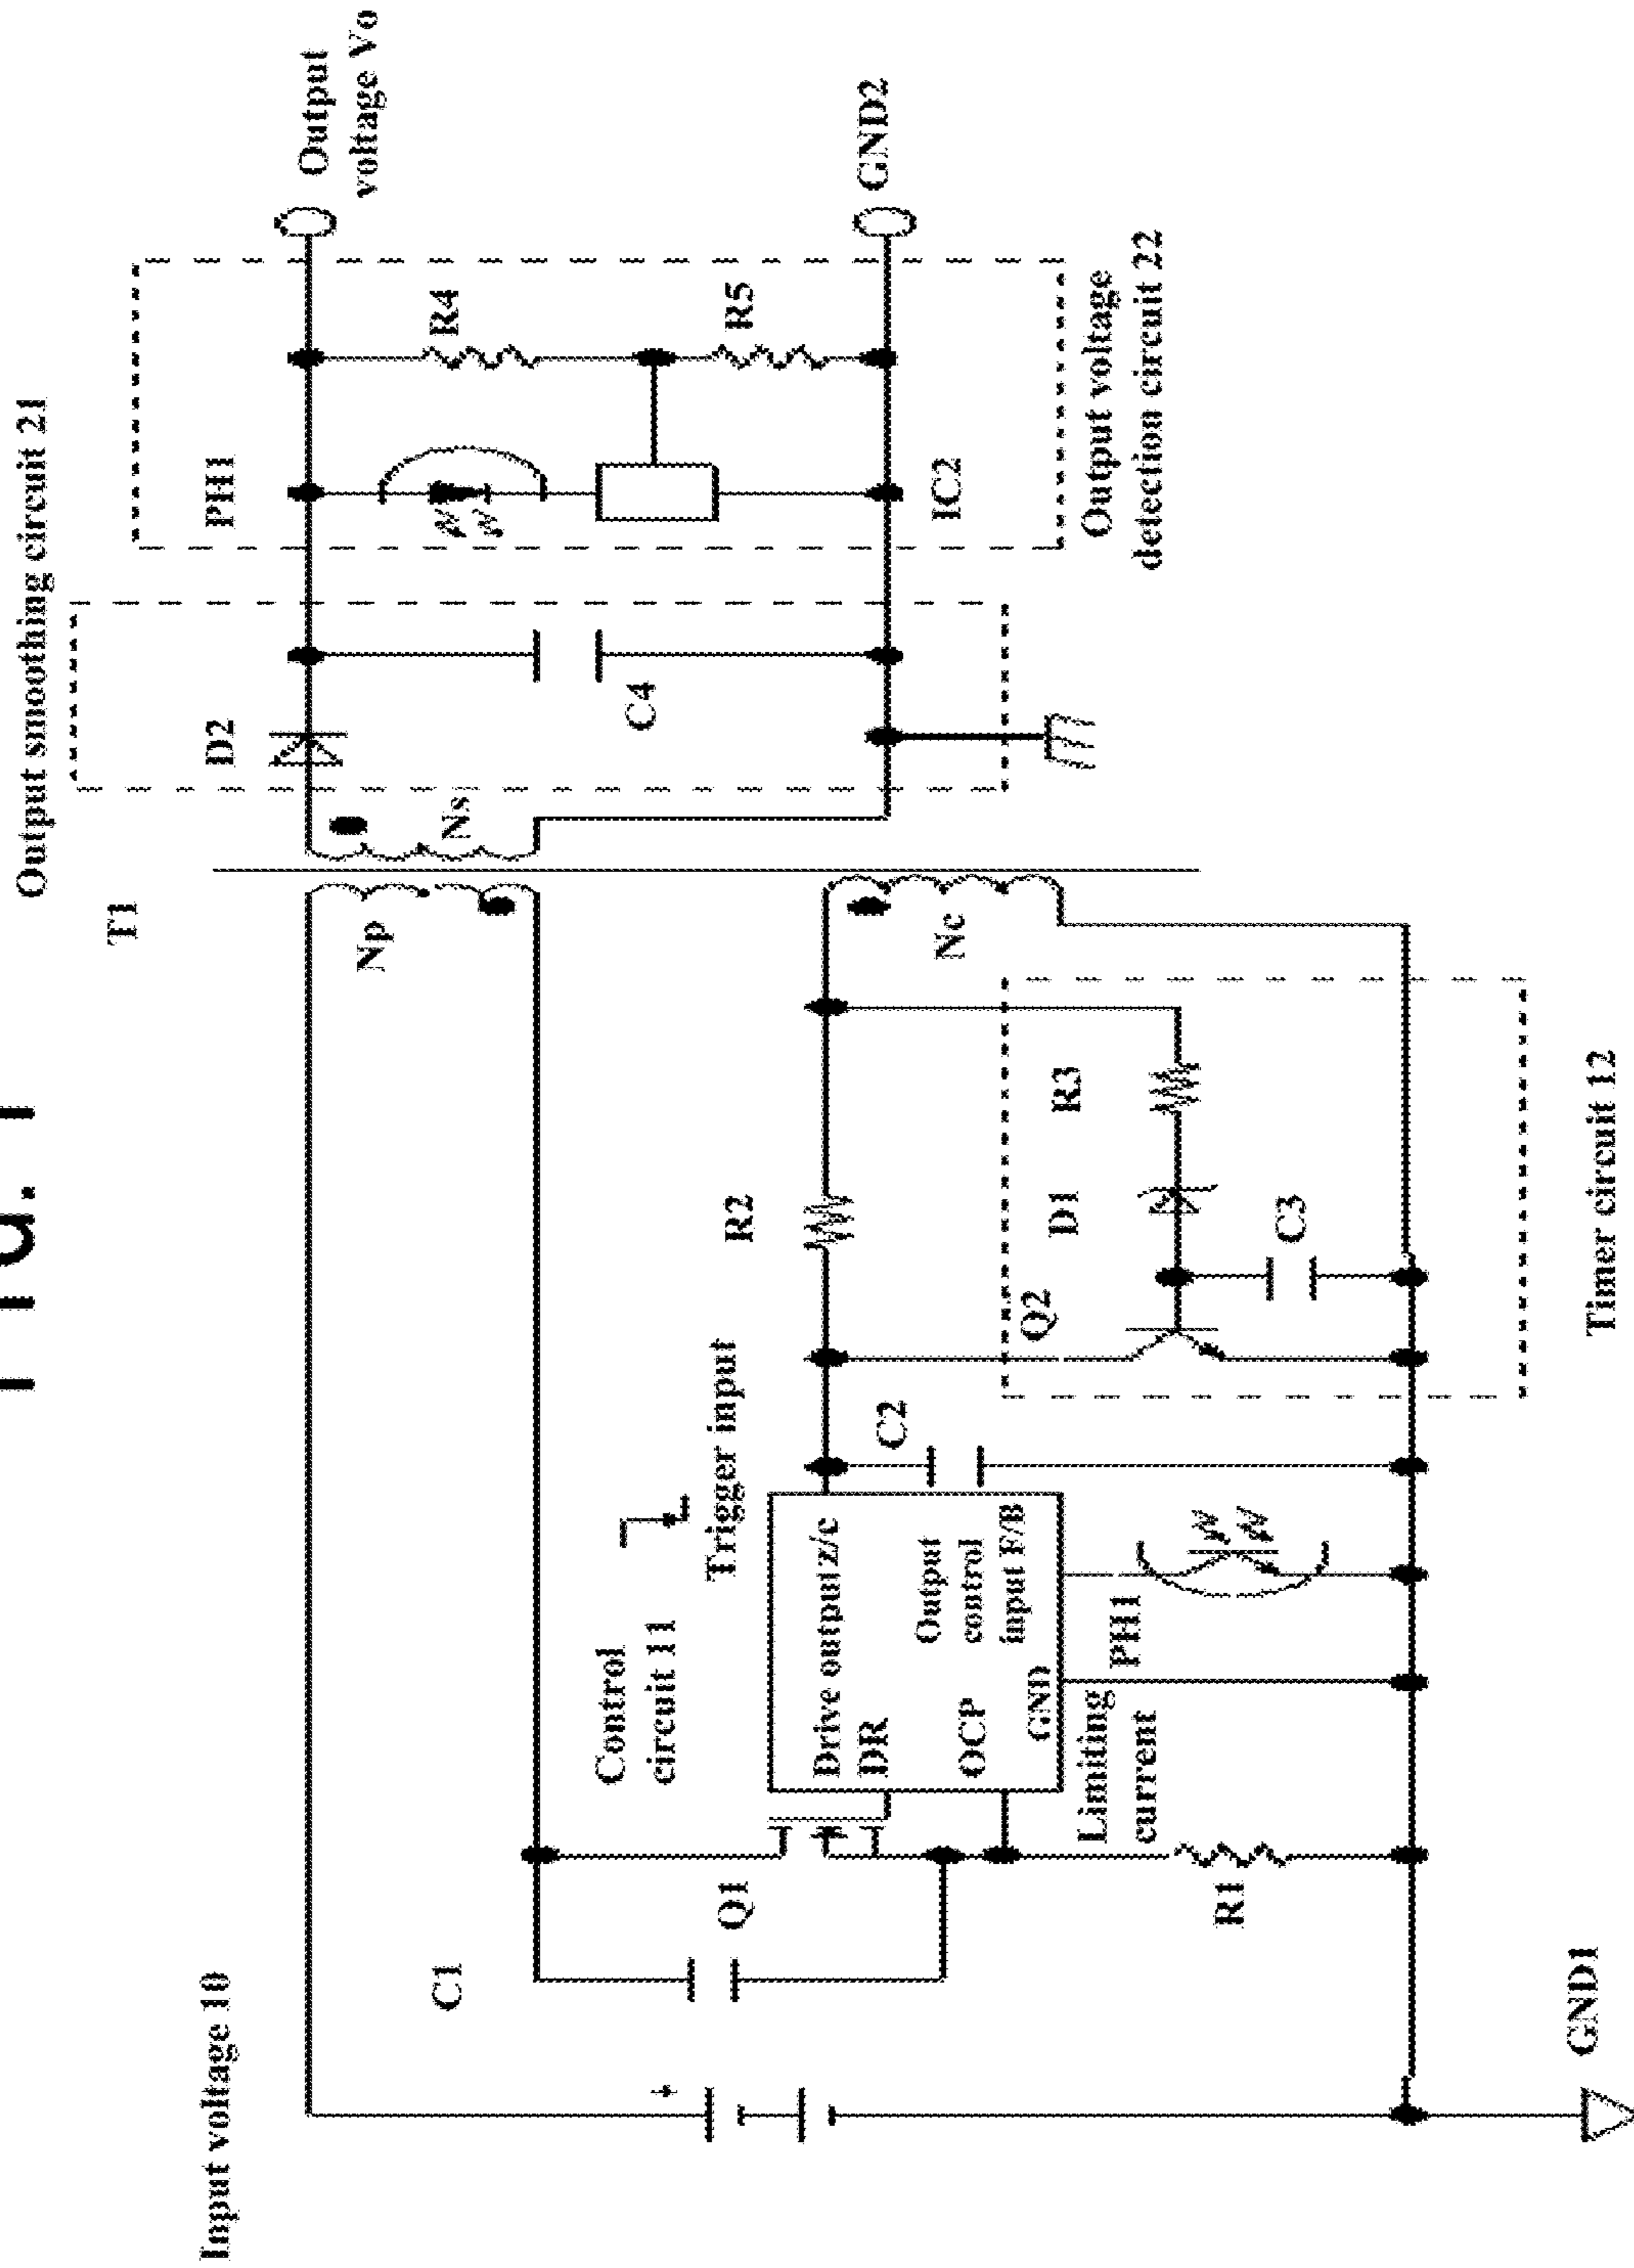 Output smoothing circuit 21
Input voltage 10
T1
D2
PH1
Output
voltage Vo
Np
Ns
R4
C1
C4
R5
Control
circuit 11
Trigger input
R2
Q1
Drive output z/c
DR
Output
control
input F/B
OCP
GND
C2
Nc
GND2
IC2
Q2
D1
R3
Limiting
current
PH1
Output voltage
detection circuit 22
R1
C3
GND1
Timer circuit 12